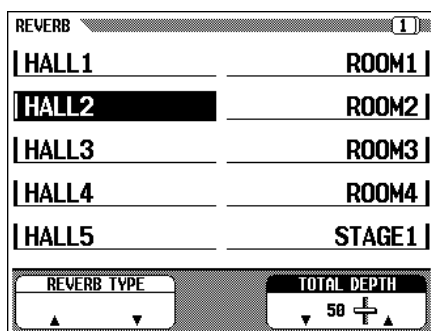 REVERB 1
HALL1 ROOM1
HALL2 ROOM2
HALL3 ROOM3
HALL4 ROOM4
HALL5 STAGE1
REVERB TYPE TOTAL DEPTH
▲ ▼ ▼ 50 ▲